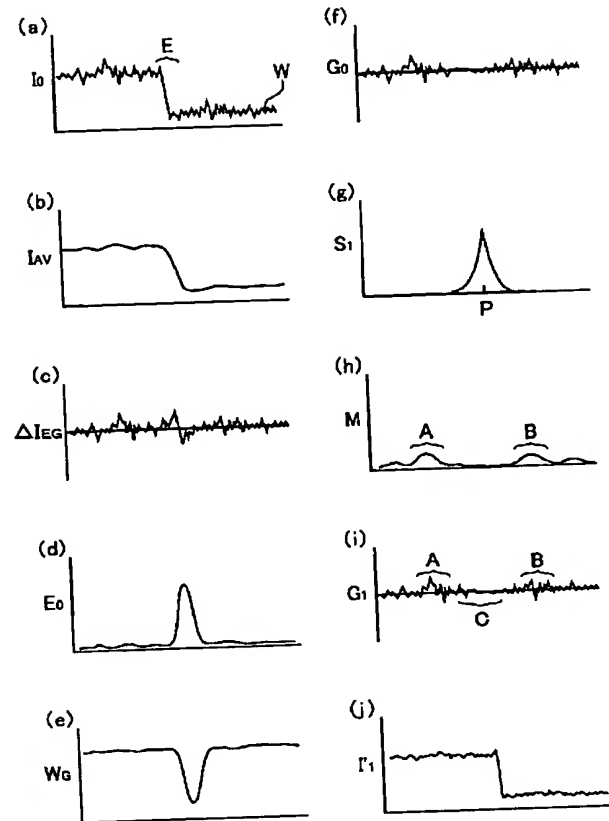 (a)
E
W
I0
(b)
IAV
(c)
ΔIEG
(d)
E0
(e)
WG
(f)
G0
(g)
S1
P
(h)
M
A
B
(i)
A
B
G1
C
(j)
I'1